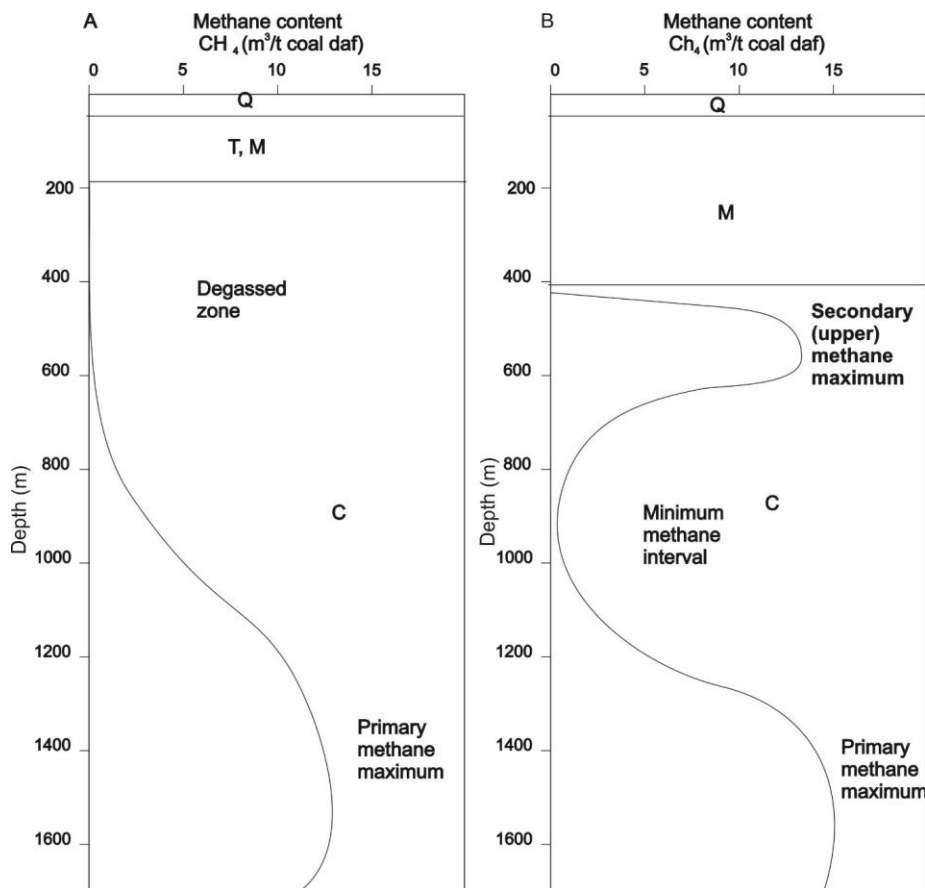 A
Methane content
CH 4 (m³/t coal daf)
0 5 10 15
Q
T, M
200
400
Degassed
zone
600
800
C
Depth (m)
1000
1200
Primary
methane
maximum
1400
1600
B
Methane content
Ch₄ (m³/t coal daf)
0 5 10 15
Q
200
M
400
Secondary
(upper)
methane
maximum
600
800
C
Minimum
methane
interval
Depth (m)
1000
1200
1400
Primary
methane
maximum
1600